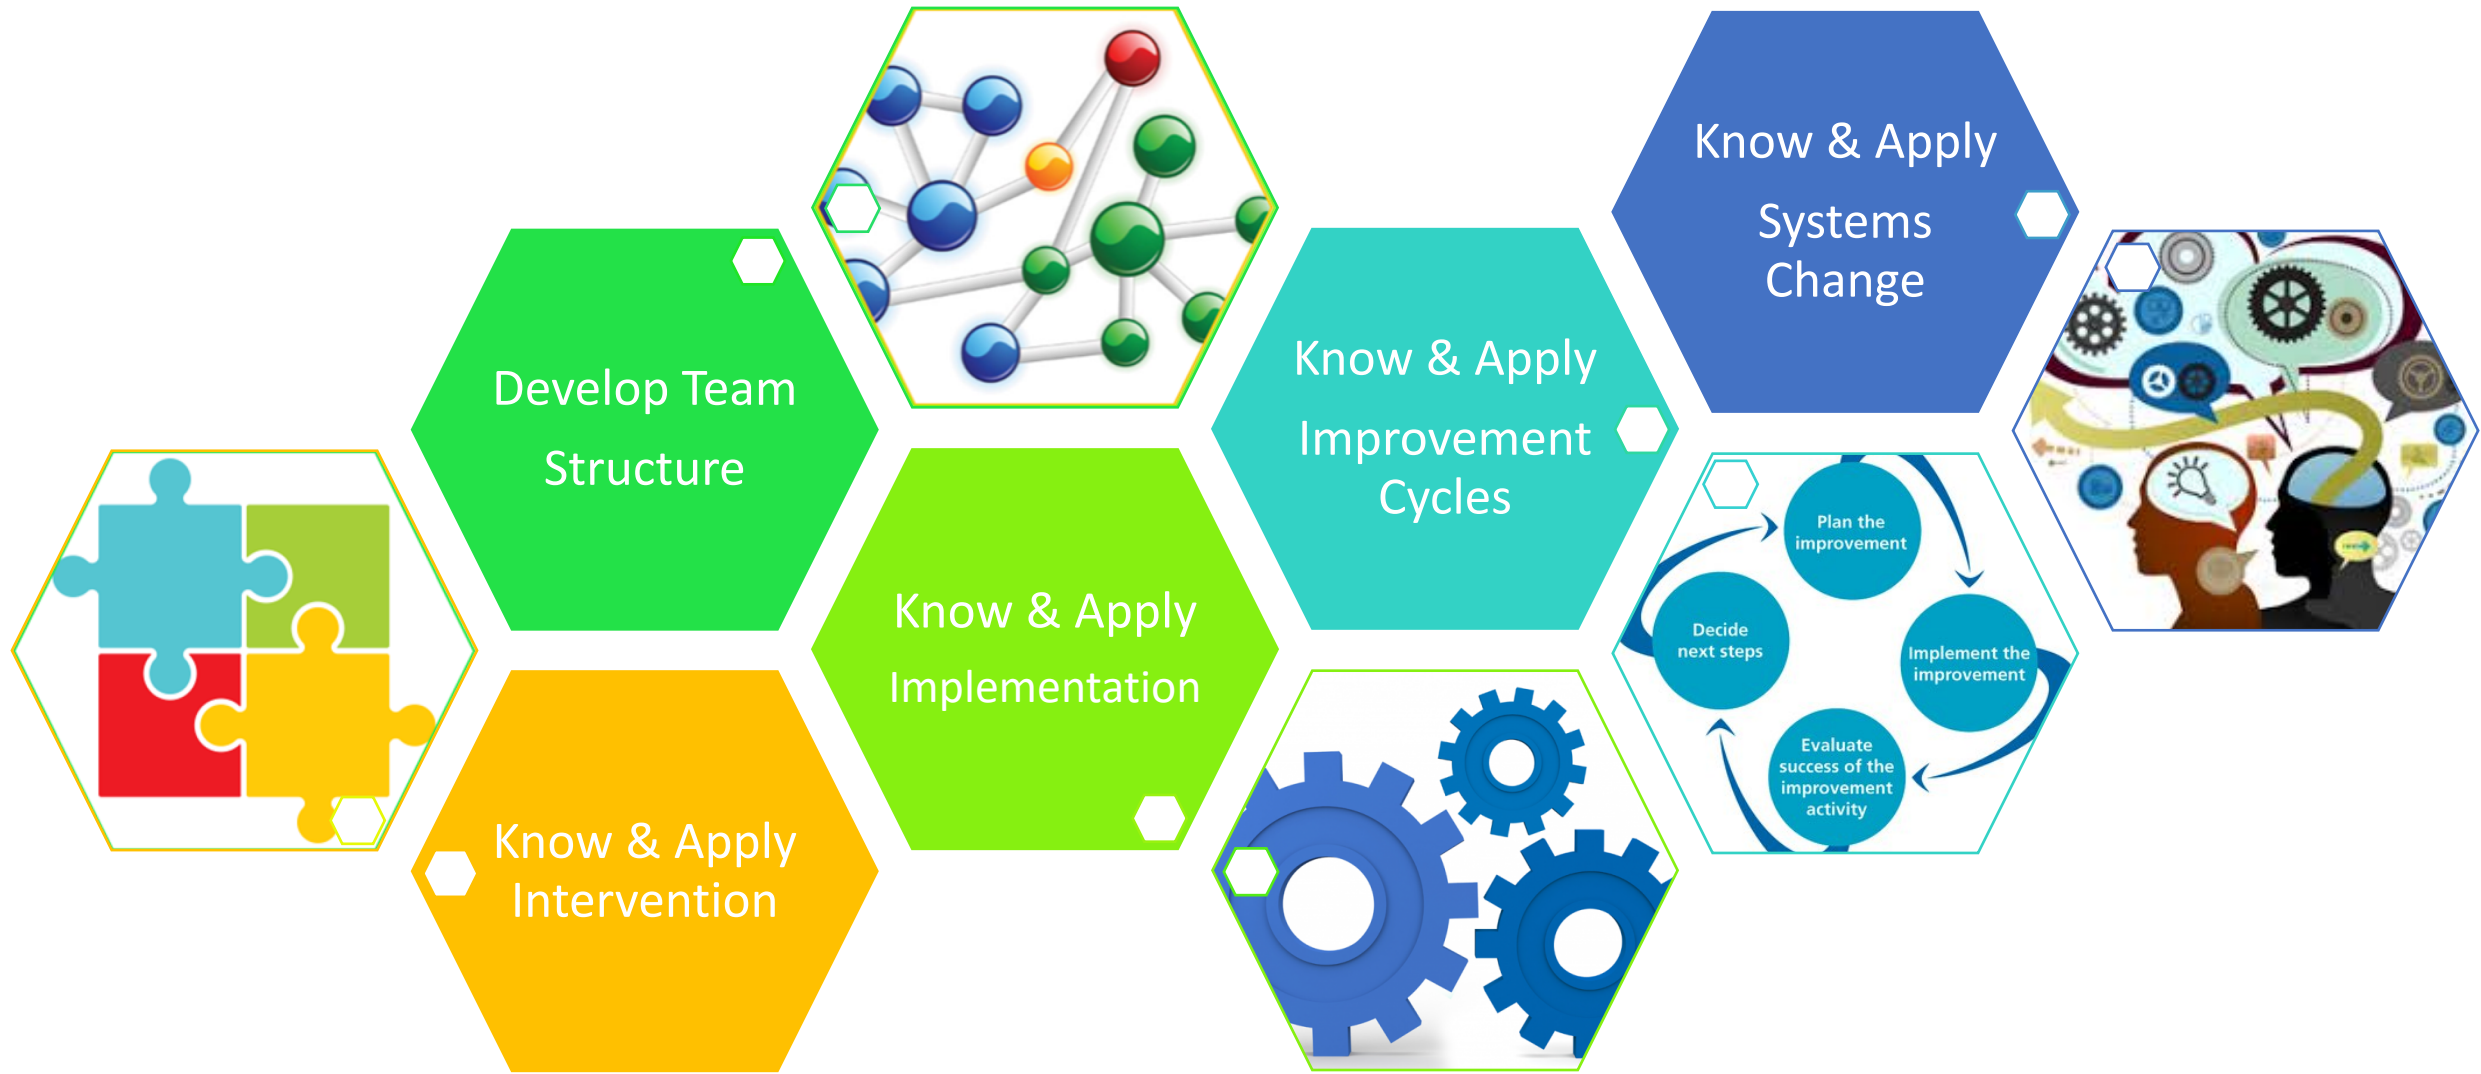 Develop Team
Structure
Know & Apply
Intervention
Know & Apply
Implementation
Know & Apply
Improvement
Cycles
Know & Apply
Systems
Change
Plan the
improvement
Implement the
improvement
Evaluate
success of the
improvement
activity
Decide
next steps